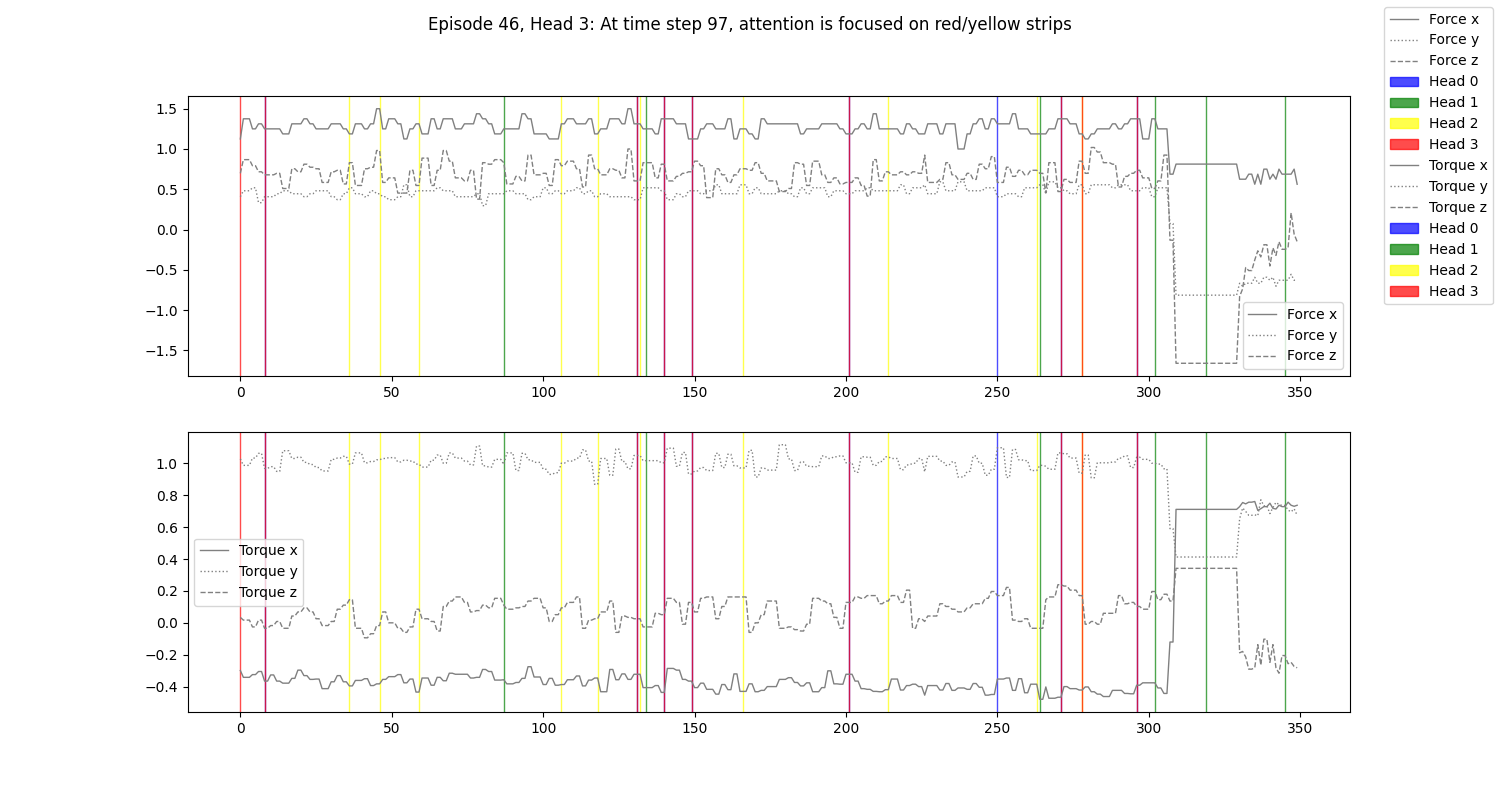 Episode 46, Head 3: At time step 97, attention is focused on red/yellow strips
Force x
Force y
Force z
Head 0
Head 1
Head 2
Head 3
Torque x
Torque y
Torque z
Head 0
Head 1
Head 2
Head 3
1.5
1.0
0.5
0.0
−0.5
−1.0
−1.5
Force x
Force y
Force z
0 50 100 150 200 250 300 350
1.0
0.8
0.6
0.4
0.2
0.0
−0.2
−0.4
Torque x
Torque y
Torque z
0 50 100 150 200 250 300 350